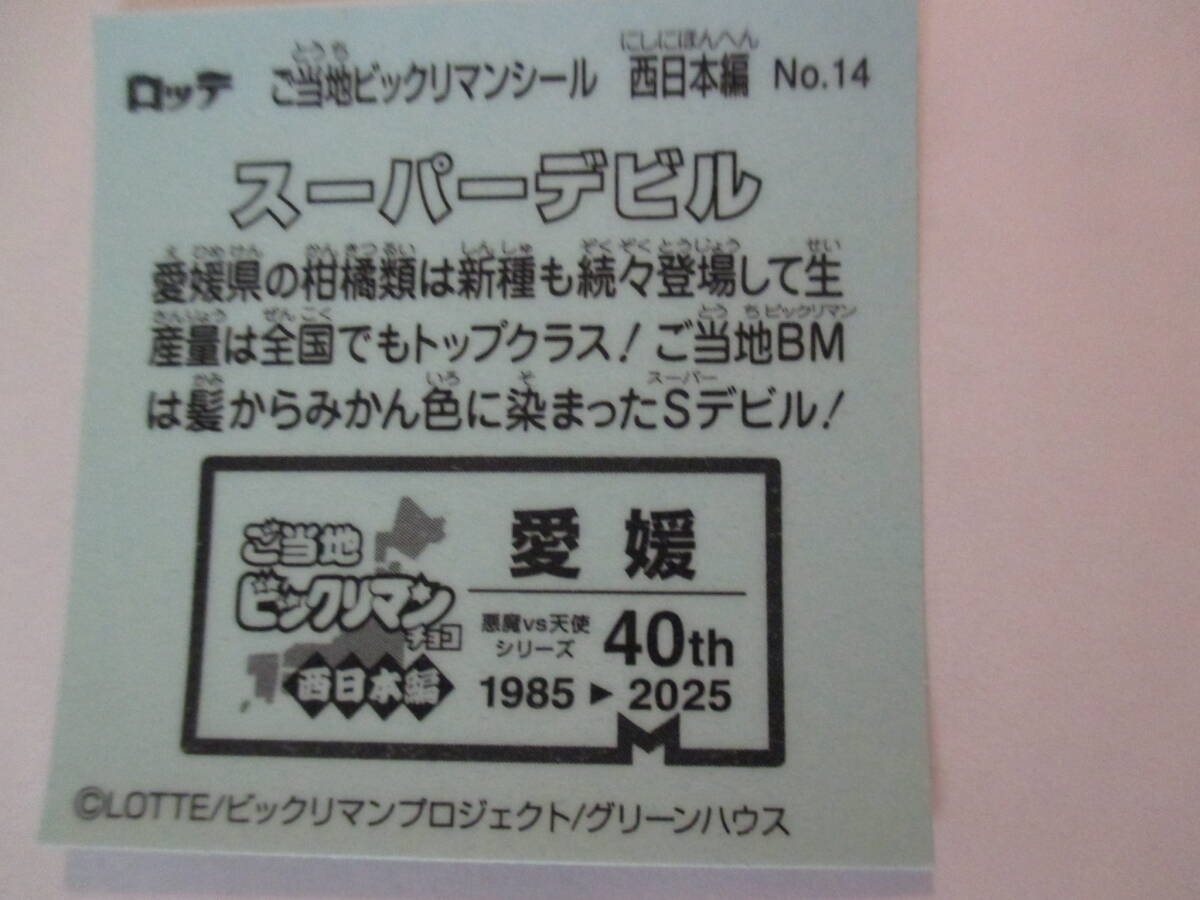 ロッテ ご当地ビックリマンシール 西日本編 No.14
スーパーデビル
愛媛県の柑橘類は新種も続々登場して生
産量は全国でもトップクラス!ご当地BM
は髪からみかん色に染まったSデビル!
ご当地
ビックリマン
チョコ
西日本編
愛媛
悪魔vs天使
シリーズ
40th
1985▶2025
©LOTTE/ビックリマンプロジェクト/グリーンハウス